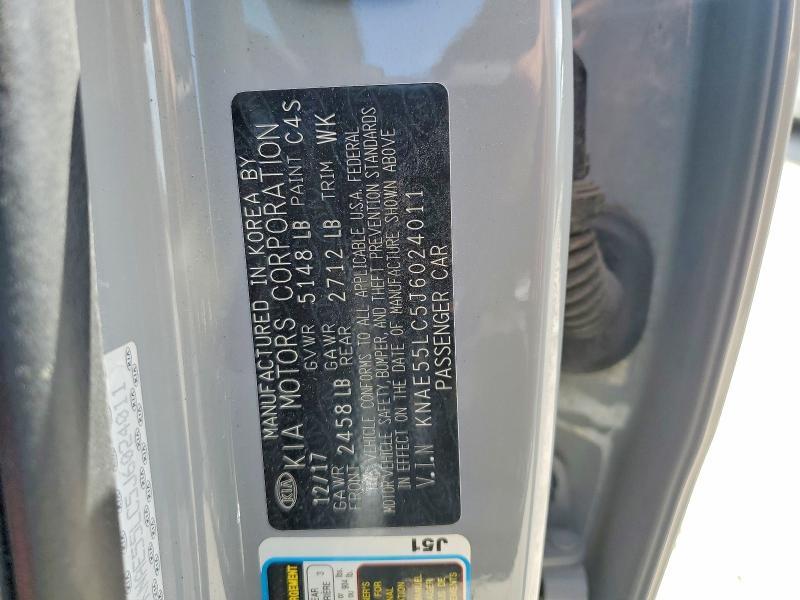 MANUFACTURED IN KOREA BY
KIA KIA MOTORS CORPORATION
12/17 GVWR 5148 LB PAINT C4S
GAWR FRONT 2458 LB GAWR REAR 2712 LB TRIM WK
THIS VEHICLE CONFORMS TO ALL APPLICABLE U.S.A. FEDERAL
MOTOR VEHICLE SAFETY, BUMPER, AND THEFT PREVENTION STANDARDS
IN EFFECT ON THE DATE OF MANUFACTURE SHOWN ABOVE
V.I.N KNAE55LC5J6024011
PASSENGER CAR
J51